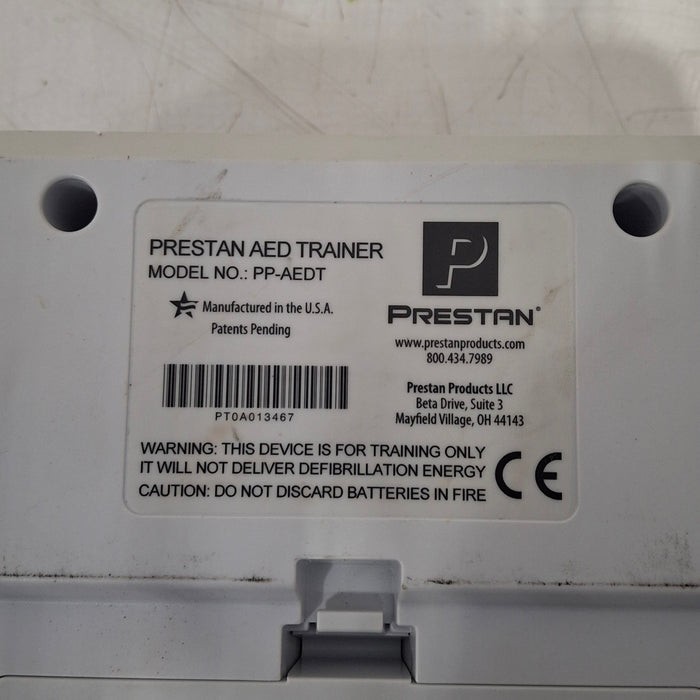 PRESTAN AED TRAINER
MODEL NO.: PP-AEDT
Manufactured in the U.S.A.
Patents Pending
PT0A013467
P
PRESTAN®
www.prestanproducts.com
800.434.7989
Prestan Products LLC
Beta Drive, Suite 3
Mayfield Village, OH 44143
WARNING: THIS DEVICE IS FOR TRAINING ONLY
IT WILL NOT DELIVER DEFIBRILLATION ENERGY
CAUTION: DO NOT DISCARD BATTERIES IN FIRE
CE